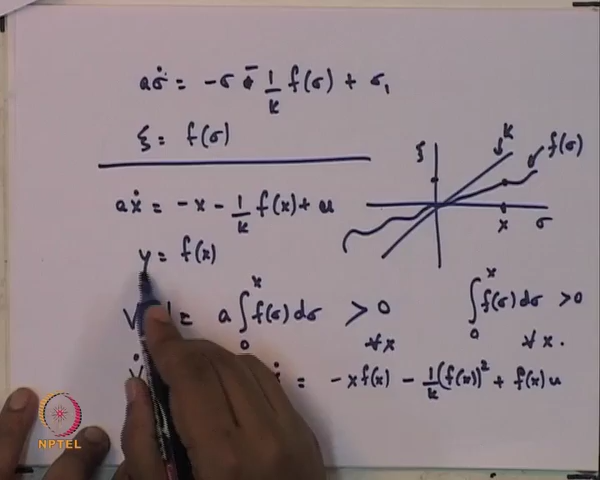 aσ̇ = -σ - 1/k f(σ) + σ₁
ξ = f(σ)
ξ
k
f(σ)
x
σ
aẋ = -x - 1/k f(x) + u
y = f(x)
= a ∫₀ˣ f(σ) dσ > 0 ∀x
∫₀ˣ f(σ) dσ > 0 ∀x.
= -x f(x) - 1/k (f(x))² + f(x) u
NPTEL